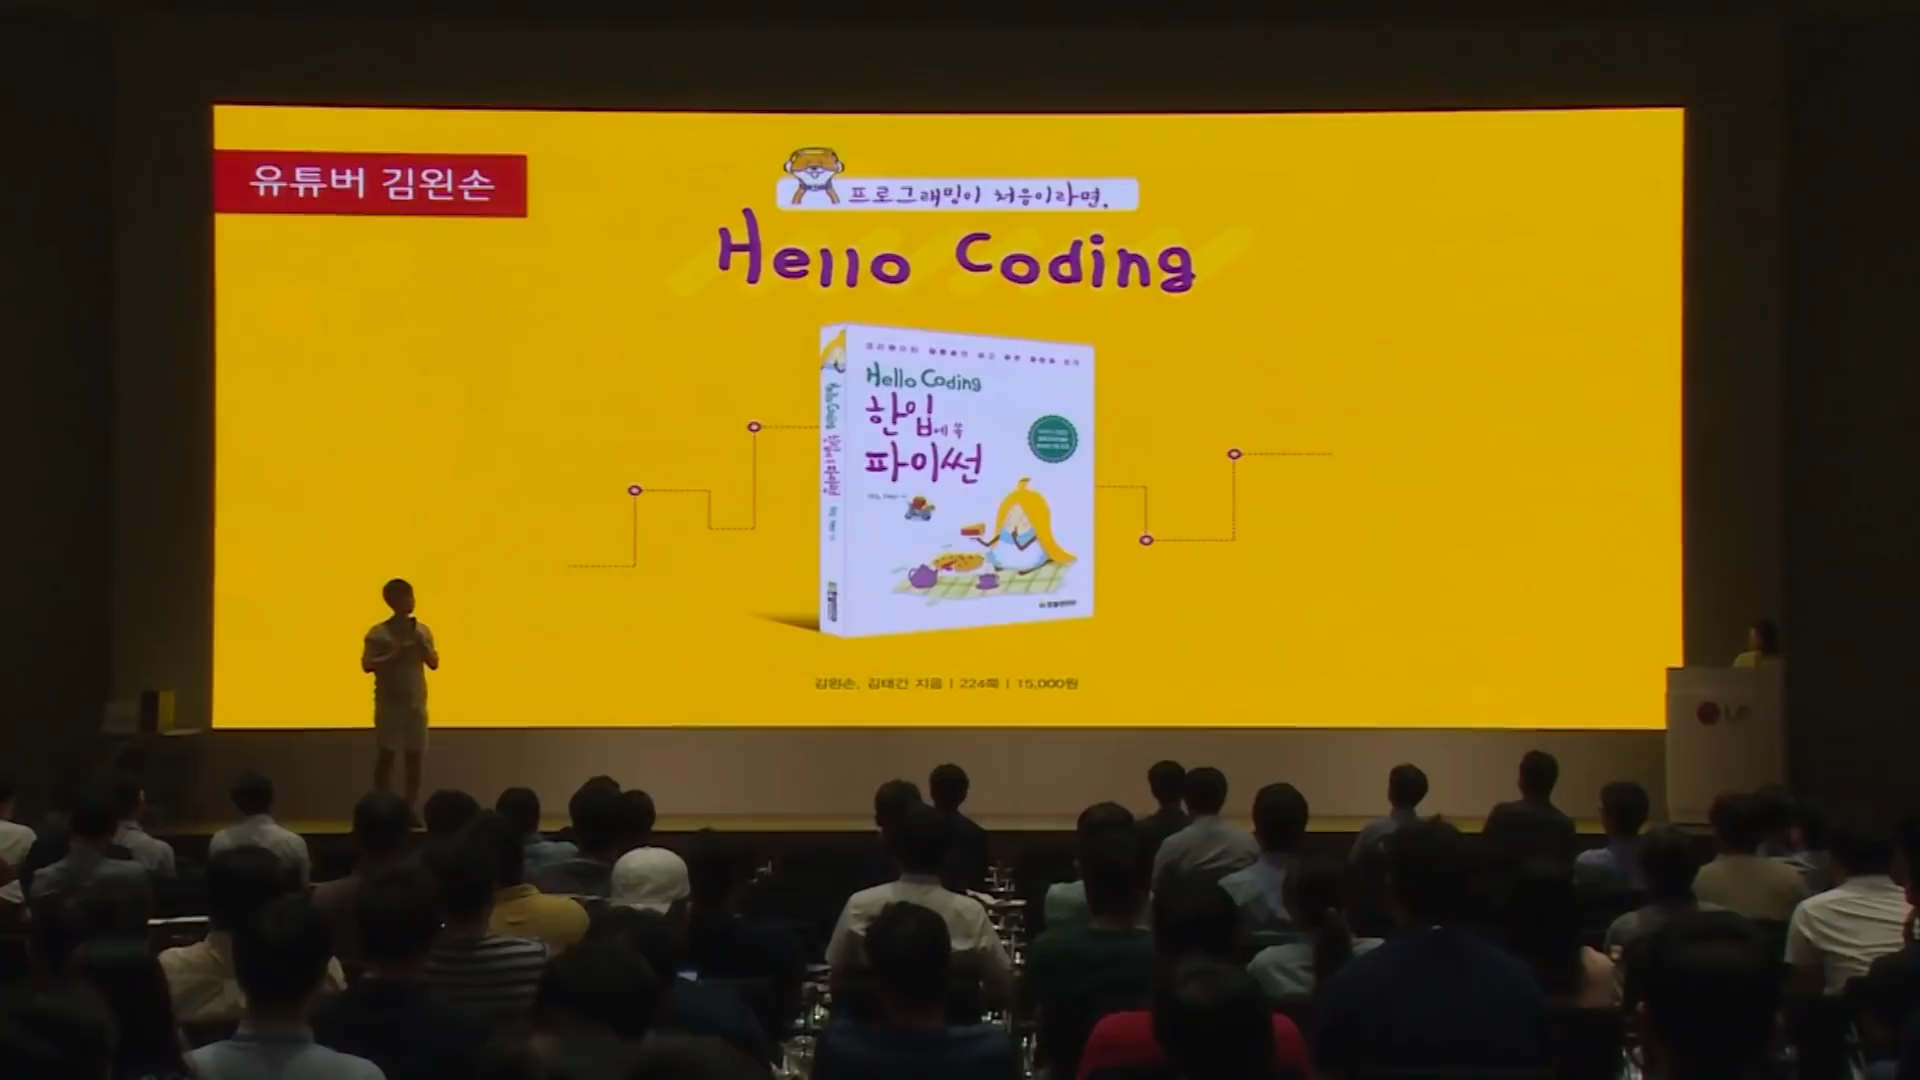 유튜버 김왼손
프로그래밍이 처음이라면,
Hello Coding
Hello Coding
한입에 쏙
파이썬
김왼손, 김태간 지음 | 224쪽 | 15,000원
LG